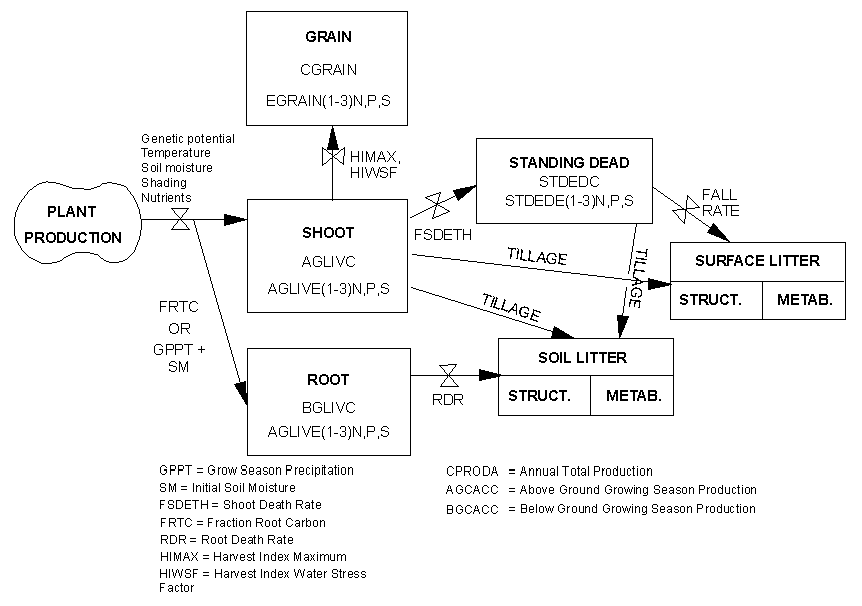 GRAIN
CGRAIN
EGRAIN(1-3)N,P,S
Genetic potential
Temperature
Soil moisture
Shading
Nutrients
HIMAX,
HIWSF
PLANT
PRODUCTION
SHOOT
AGLIVC
AGLIVE(1-3)N,P,S
STANDING DEAD
STDEDC
STDEDE(1-3)N,P,S
FSDETH
FALL
RATE
TILLAGE
TILLAGE
TILLAGE
SURFACE LITTER
STRUCT.
METAB.
FRTC
OR
GPPT +
SM
ROOT
BGLIVC
AGLIVE(1-3)N,P,S
RDR
SOIL LITTER
STRUCT.
METAB.
GPPT = Grow Season Precipitation
SM = Initial Soil Moisture
FSDETH = Shoot Death Rate
FRTC = Fraction Root Carbon
RDR = Root Death Rate
HIMAX = Harvest Index Maximum
HIWSF = Harvest Index Water Stress
Factor
CPRODA = Annual Total Production
AGCACC = Above Ground Growing Season Production
BGCACC = Below Ground Growing Season Production